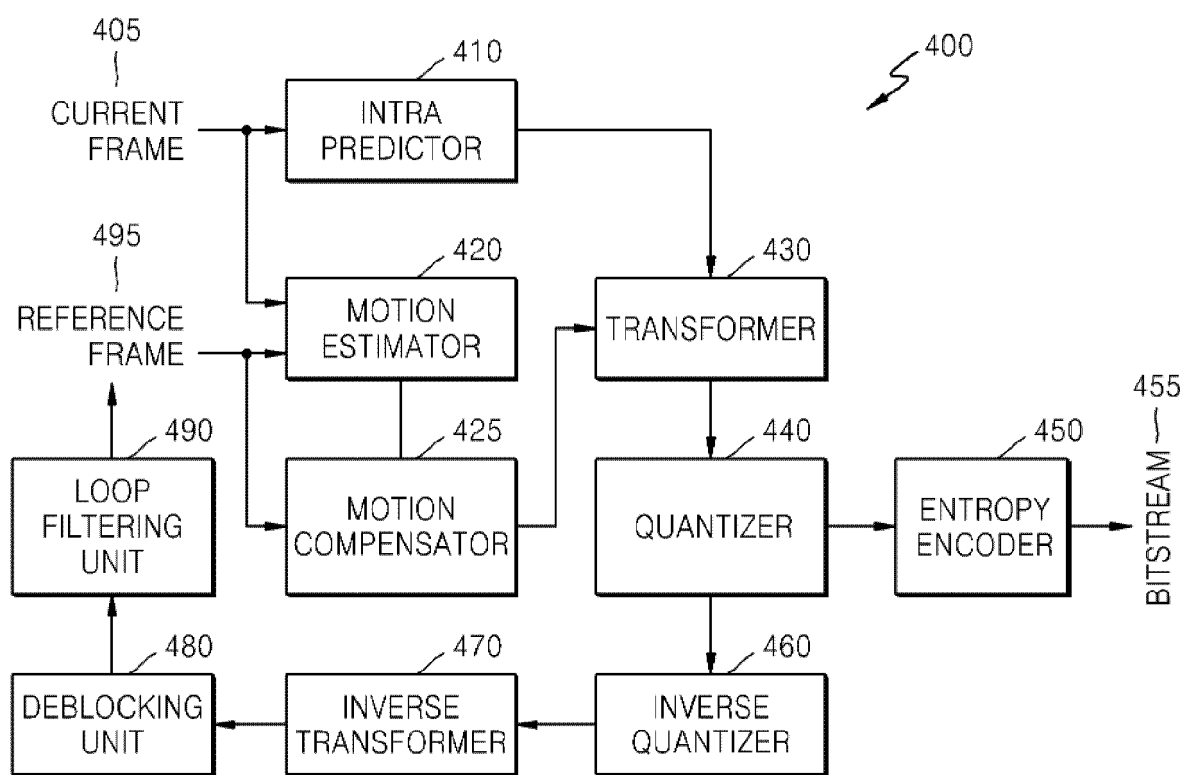 405
410
400
CURRENT
FRAME
INTRA
PREDICTOR
495
420
430
REFERENCE
FRAME
MOTION
ESTIMATOR
TRANSFORMER
455
490
425
440
450
LOOP
FILTERING
UNIT
MOTION
COMPENSATOR
QUANTIZER
ENTROPY
ENCODER
BITSTREAM
480
470
460
DEBLOCKING
UNIT
INVERSE
TRANSFORMER
INVERSE
QUANTIZER